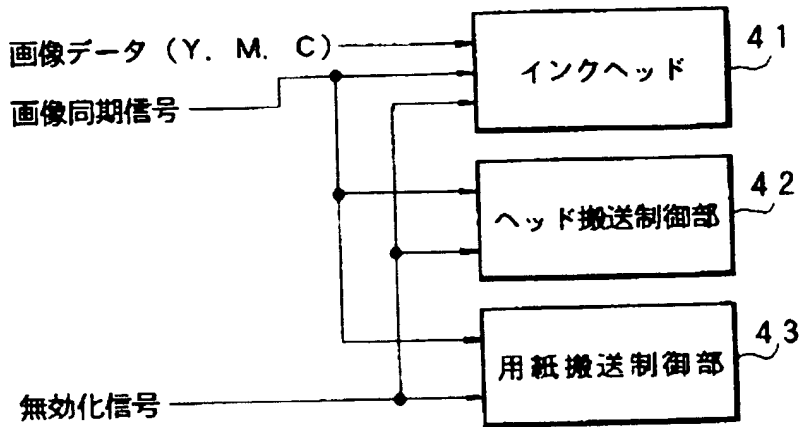 画像データ (Y. M. C)
画像同期信号
無効化信号
インクヘッド
41
ヘッド搬送制御部
42
用紙搬送制御部
43